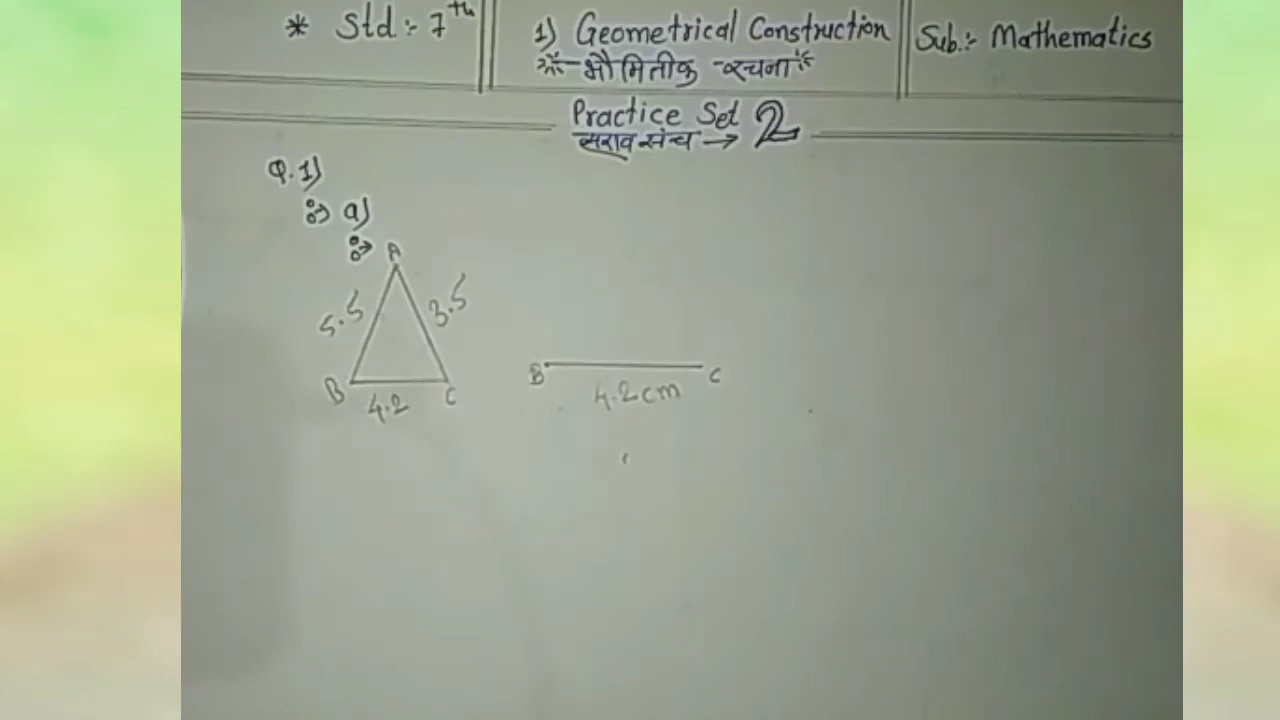 * Std :- 7th
1) Geometrical Construction
भौमितीक रचना
Sub.:- Mathematics
Practice Set 2
सराव संच →
Q.1)
a)
A
5.5
3.5
B
C
4.2
B
C
4.2 cm